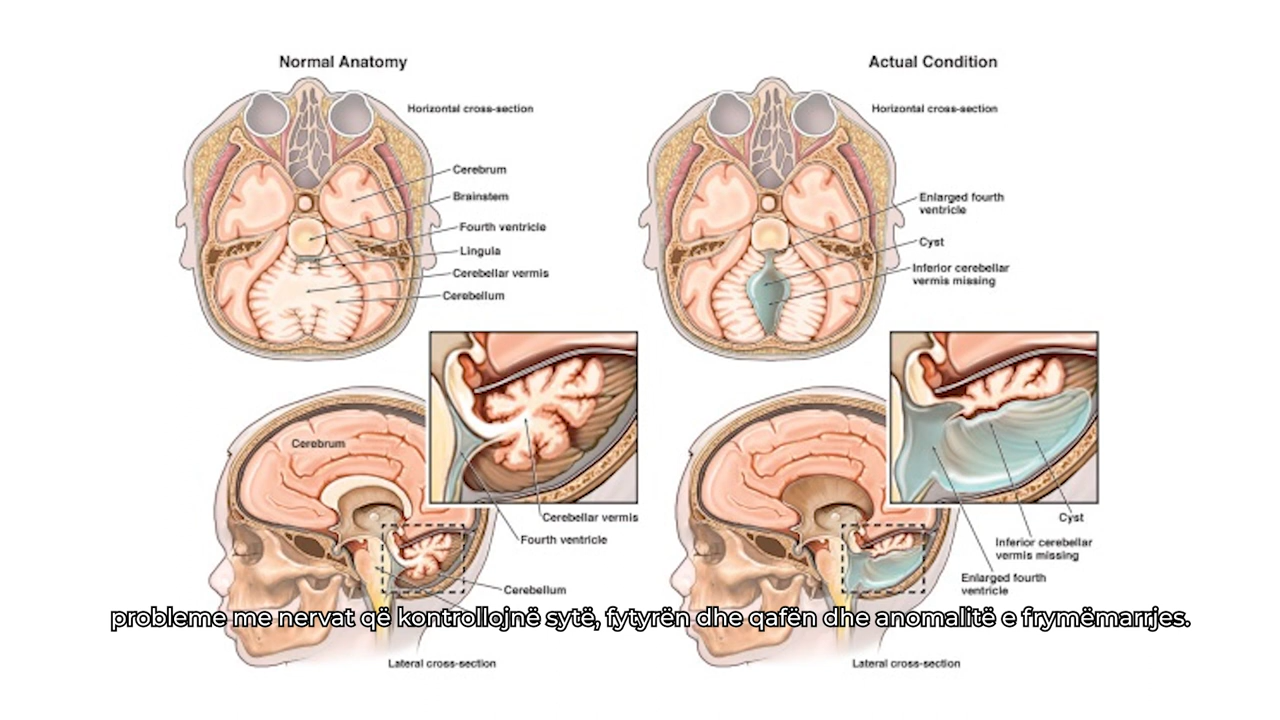 Normal Anatomy
Horizontal cross-section
Cerebrum
Brainstem
Fourth ventricle
Lingula
Cerebellar vermis
Cerebellum
Cerebrum
Cerebellar vermis
Fourth ventricle
Cerebellum
Lateral cross-section
Actual Condition
Horizontal cross-section
Enlarged fourth
ventricle
Cyst
Inferior cerebellar
vermis missing
Cyst
Inferior cerebellar
vermis missing
Enlarged fourth
ventricle
Lateral cross-section
probleme me nervat që kontrollojnë sytë, fytyrën dhe qafën dhe anomalitë e frymëmarrjes.